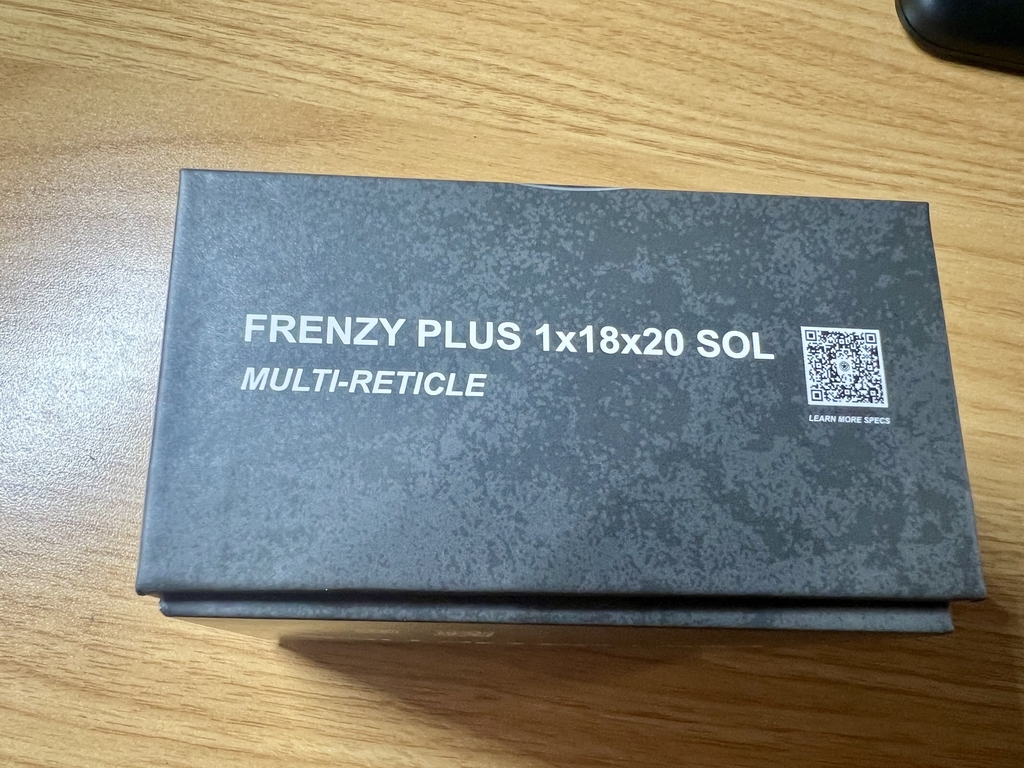 FRENZY PLUS 1x18x20 SOL
MULTI-RETICLE
LEARN MORE SPECS